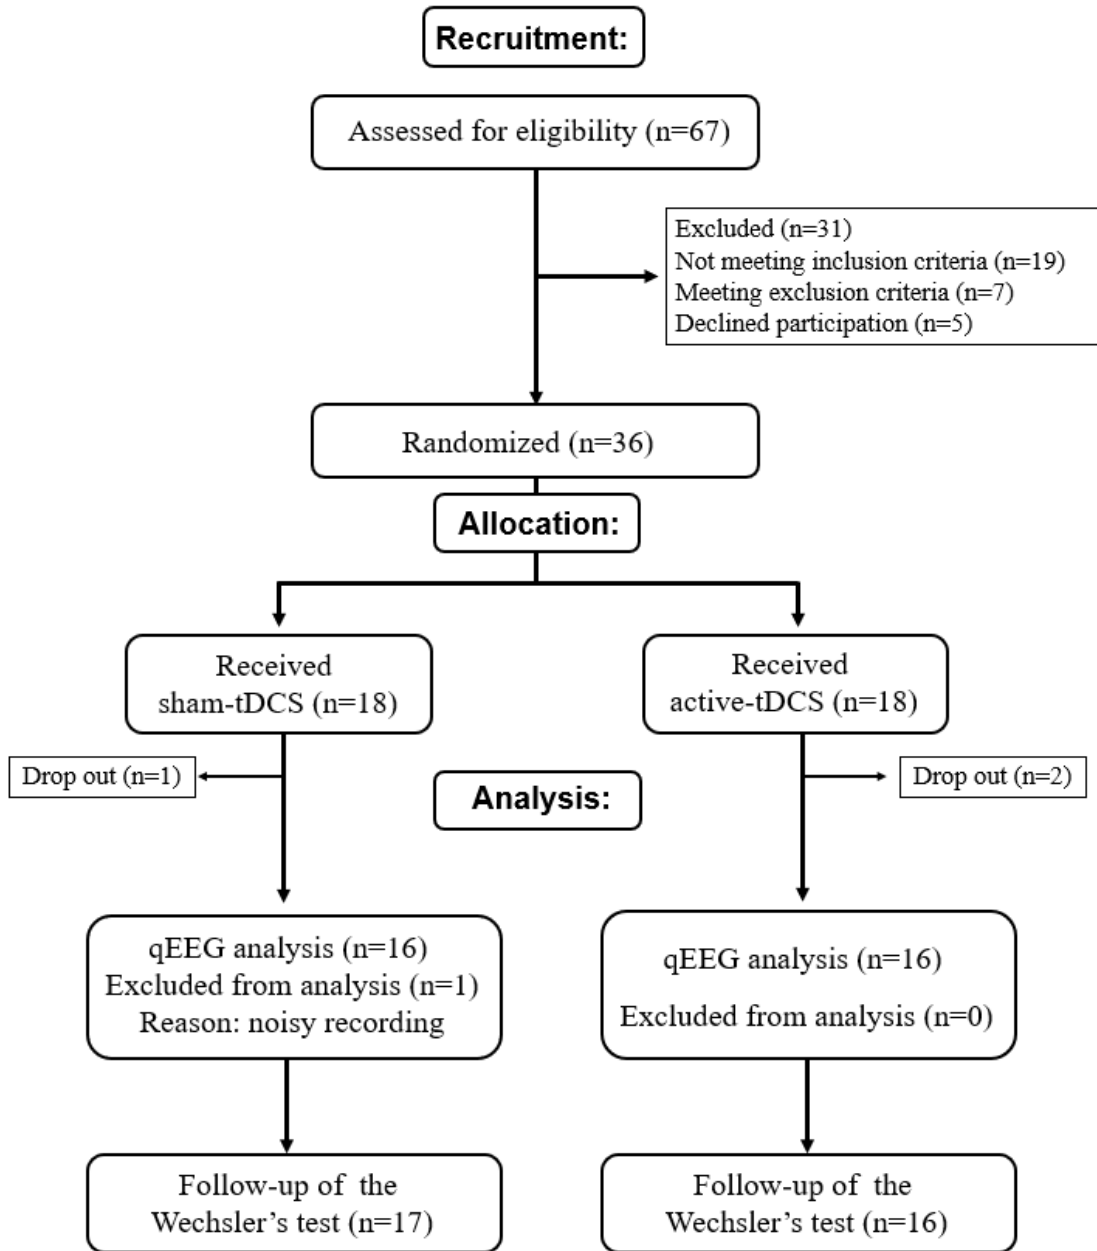 Recruitment:
Assessed for eligibility (n=67)
Excluded (n=31)
Not meeting inclusion criteria (n=19)
Meeting exclusion criteria (n=7)
Declined participation (n=5)
Randomized (n=36)
Allocation:
Received
sham-tDCS (n=18)
Received
active-tDCS (n=18)
Drop out (n=1)
Analysis:
Drop out (n=2)
qEEG analysis (n=16)
Excluded from analysis (n=1)
Reason: noisy recording
qEEG analysis (n=16)
Excluded from analysis (n=0)
Follow-up of the
Wechsler’s test (n=17)
Follow-up of the
Wechsler’s test (n=16)